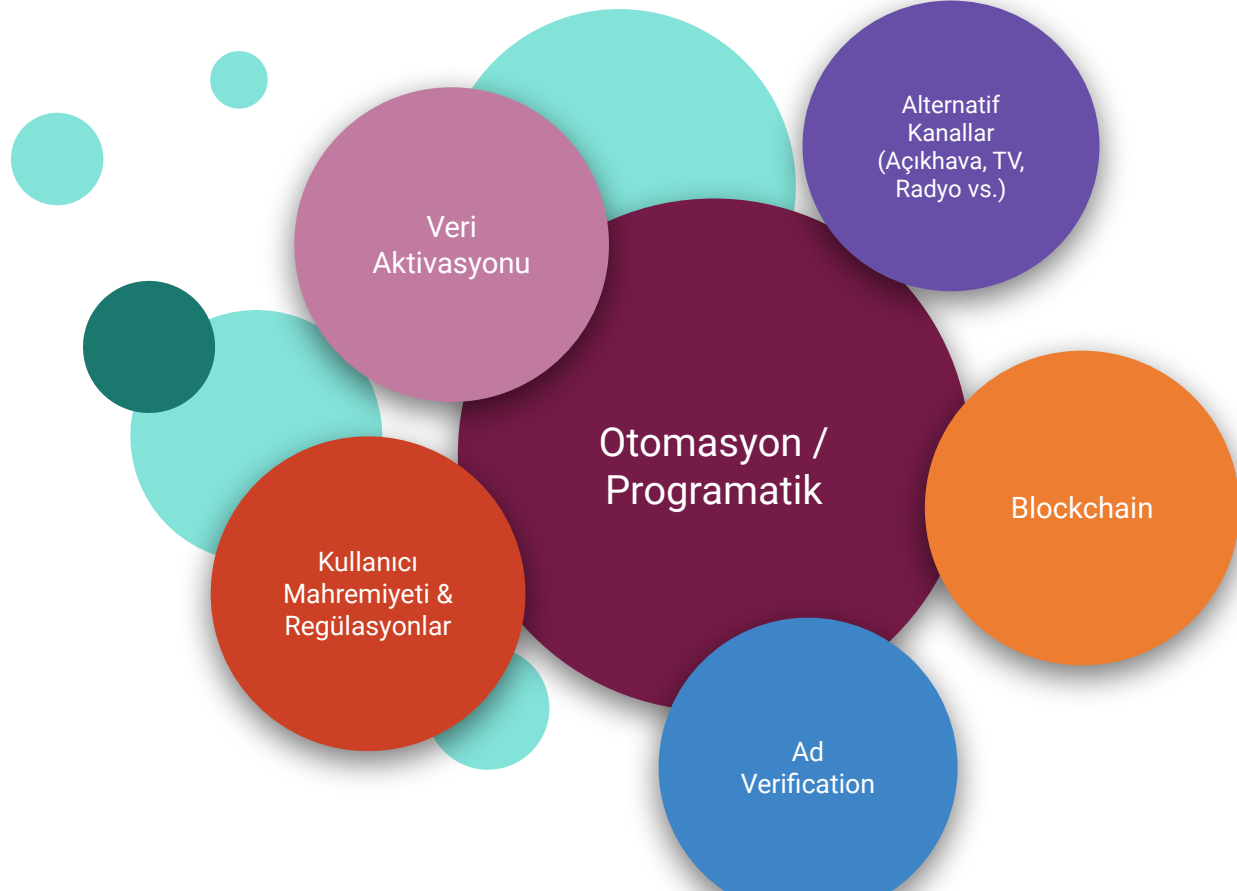 Alternatif
Kanallar
(Açıkhava, TV,
Radyo vs.)
Veri
Aktivasyonu
Otomasyon /
Programatik
Blockchain
Kullanıcı
Mahremiyeti &
Regülasyonlar
Ad
Verification